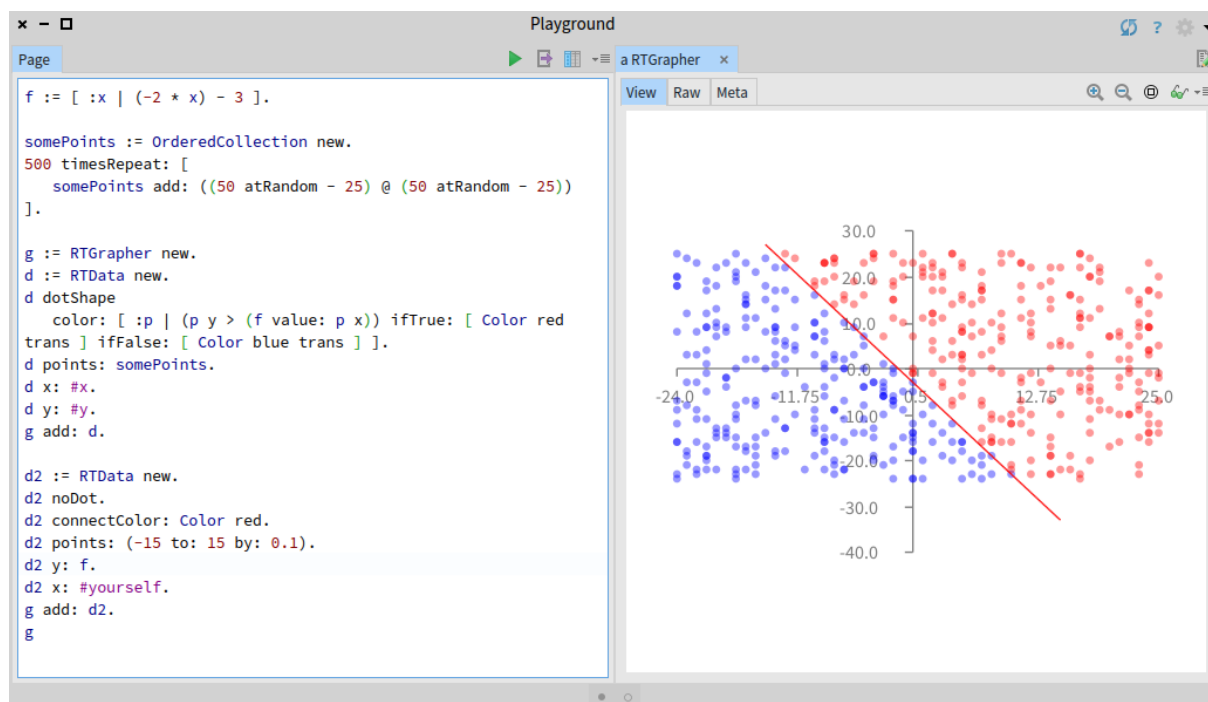 Playground
?
Page
a RTGrapher ×
View Raw Meta
f := [ :x | (-2 * x) - 3 ].
somePoints := OrderedCollection new.
500 timesRepeat: [
somePoints add: ((50 atRandom - 25) @ (50 atRandom - 25))
].
g := RTGrapher new.
d := RTData new.
d dotShape
color: [ :p | (p y > (f value: p x)) ifTrue: [ Color red
trans ] ifFalse: [ Color blue trans ] ].
d points: somePoints.
d x: #x.
d y: #y.
g add: d.
d2 := RTData new.
d2 noDot.
d2 connectColor: Color red.
d2 points: (-15 to: 15 by: 0.1).
d2 y: f.
d2 x: #yourself.
g add: d2.
g
30.0
20.0
10.0
0.0
-24.0 -11.75 0.5 12.75 25.0
-10.0
-20.0
-30.0
-40.0